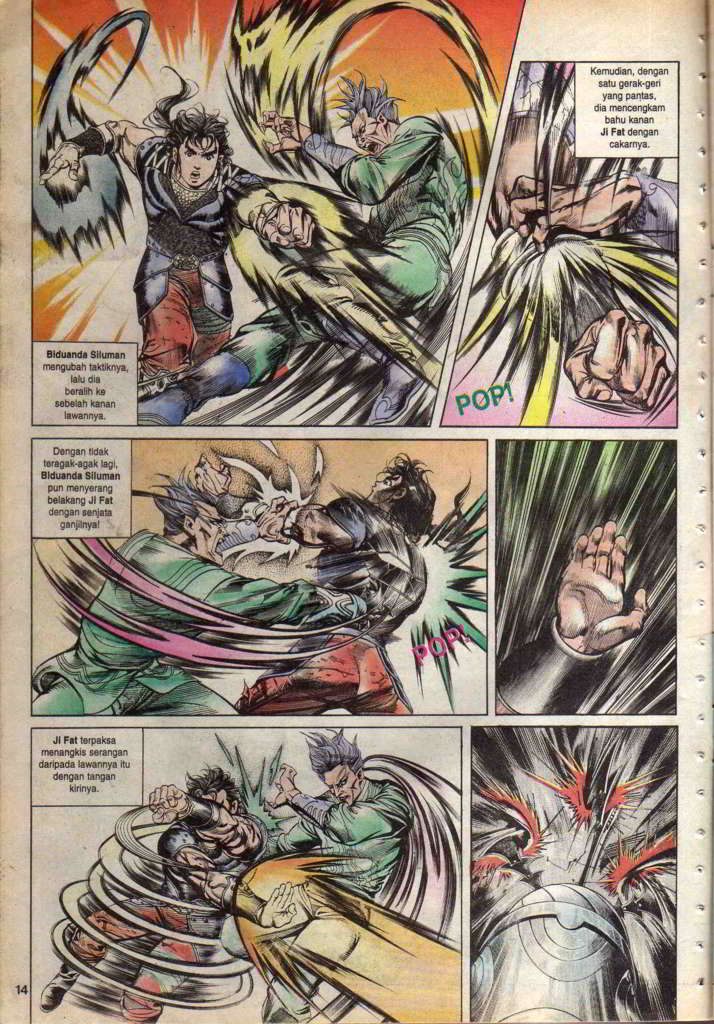 Biduanda Siluman
mengubah taktiknya,
lalu dia
beralih ke
sebelah kanan
lawannya.
Kemudian, dengan
satu gerak-geri
yang pantas,
dia mencengkam
bahu kanan
Ji Fat dengan
cakarnya.
POP!
Dengan tidak
teragak-agak lagi,
Biduanda Siluman
pun menyerang
belakang Ji Fat
dengan senjata
ganjilnya!
POP!
Ji Fat terpaksa
menangkis serangan
daripada lawannya itu
dengan tangan
kirinya.
14